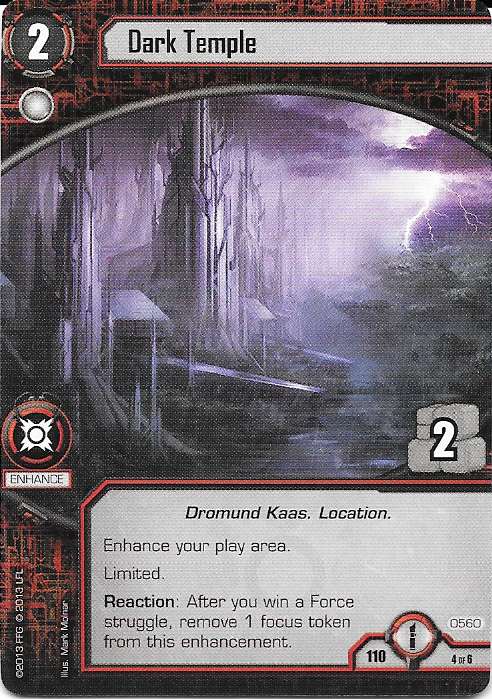 2
Dark Temple
2
ENHANCE
Dromund Kaas. Location.
Enhance your play area.
Limited.
Reaction: After you win a Force
struggle, remove 1 focus token
from this enhancement.
0560
110
4 OF 6
©2013 FFG © 2013 LFL
Illus. Mark Molnar